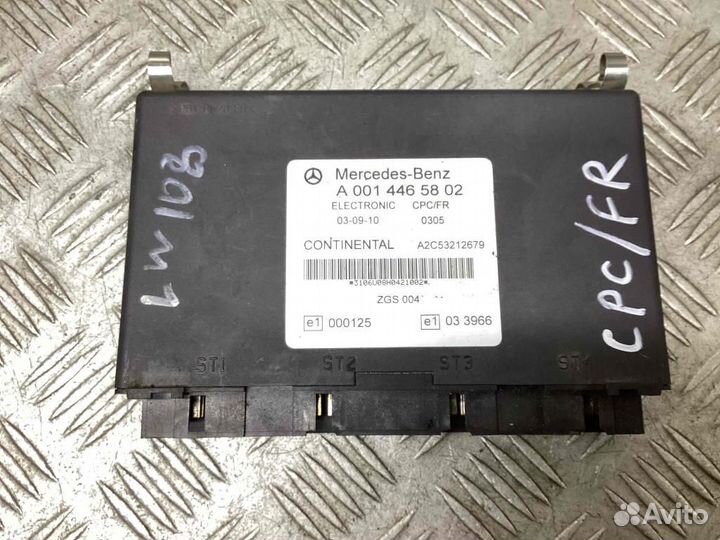 LW108
Mercedes-Benz
A 001 446 58 02
ELECTRONIC CPC/FR
03-09-10 0305
CONTINENTAL A2C53212679
*3106U08H0421002*
ZGS 004
e1 000125 e1 03 3966
CPC/FR
ST1 ST2 ST3 ST4
Avito